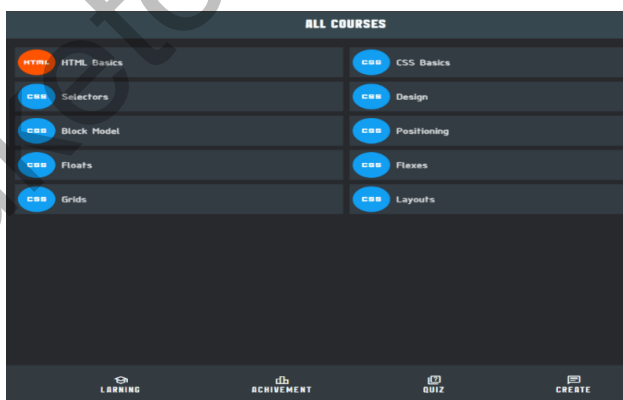 ALL COURSES
HTML HTML Basics
CSS CSS Basics
CSS Selectors
CSS Design
CSS Block Model
CSS Positioning
CSS Floats
CSS Flexes
CSS Grids
CSS Layouts
LARNING
ACHIVEMENT
QUIZ
CREATE